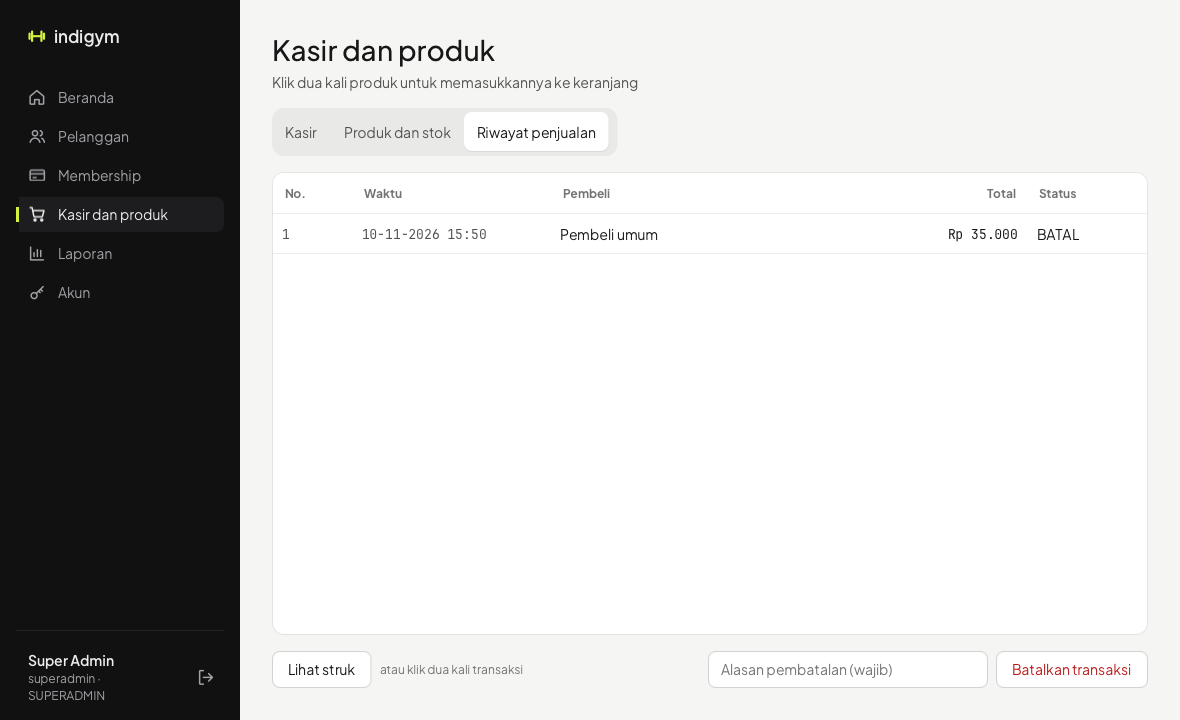 indigym
Beranda
Pelanggan
Membership
Kasir dan produk
Laporan
Akun
Super Admin
superadmin ·
SUPERADMIN
Kasir dan produk
Klik dua kali produk untuk memasukkannya ke keranjang
Kasir Produk dan stok Riwayat penjualan
No. Waktu Pembeli Total Status
1 10-11-2026 15:50 Pembeli umum Rp 35.000 BATAL
Lihat struk atau klik dua kali transaksi Alasan pembatalan (wajib) Batalkan transaksi